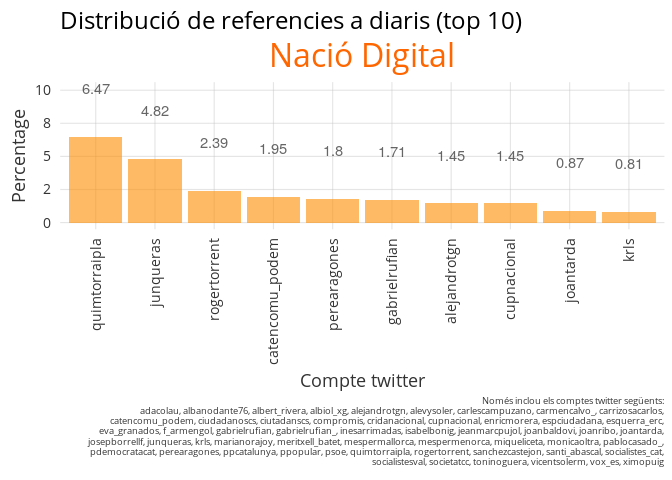 Distribució de referencies a diaris (top 10)
Nació Digital
Percentage
10
8
5
2
0
6.47
4.82
2.39
1.95
1.8
1.71
1.45
1.45
0.87
0.81
quimtorraipla
junqueras
rogertorrent
catencomu_podem
perearagones
gabrielrufian
alejandrotgn
cupnacional
joantarda
krls
Compte twitter
Només inclou els comptes twitter següents:
adacolau, albanodante76, albert_rivera, albiol_xg, alejandrotgn, alevysoler, carlescampuzano, carmencalvo_, carrizosacarlos,
catencomu_podem, ciudadanoscs, ciutadanscs, compromis, cridanacional, cupnacional, enricmorera, espciudadana, esquerra_erc,
eva_granados, f_armengol, gabrielrufian, gabrielrufian_, inesarrimadas, isabelbonig, jeanmarcpujol, joanbaldovi, joanribo, joantarda,
josepborrellf, junqueras, krls, marianorajoy, meritxell_batet, mespermallorca, mespermenorca, miqueliceta, monicaoltra, pablocasado_,
pdemocratacat, perearagones, ppcatalunya, ppopular, psoe, quimtorraipla, rogertorrent, sanchezcastejon, santi_abascal, socialistes_cat,
socialistesval, societatcc, toninoguera, vicentsolerm, vox_es, ximopuig